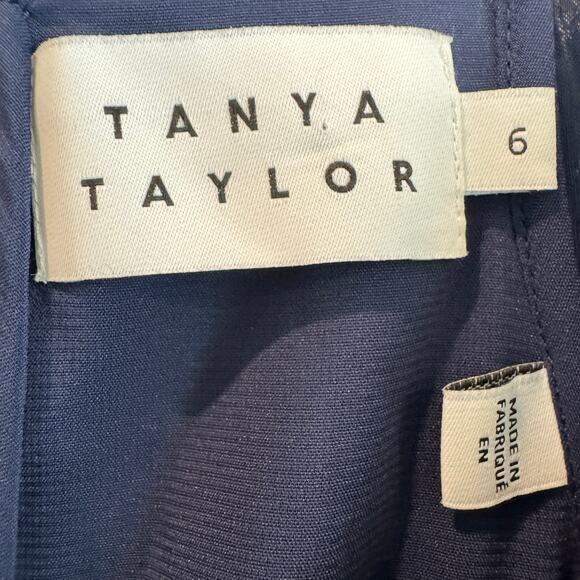 TANYA
TAYLOR
6
MADE IN
FABRIQUÉ
EN